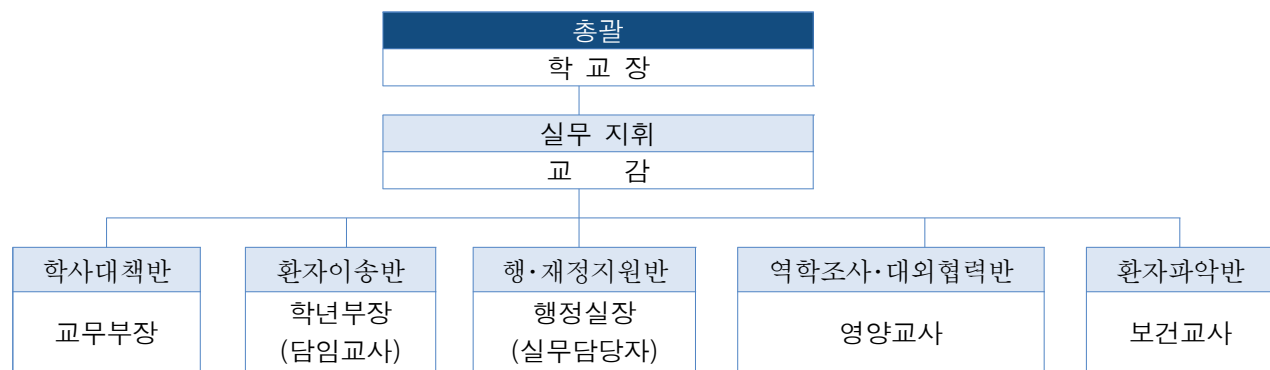 총괄
학 교 장
실무 지휘
교 감
학사대책반
환자이송반
행·재정지원반
역학조사·대외협력반
환자파악반
교무부장
학년부장
(담임교사)
행정실장
(실무담당자)
영양교사
보건교사